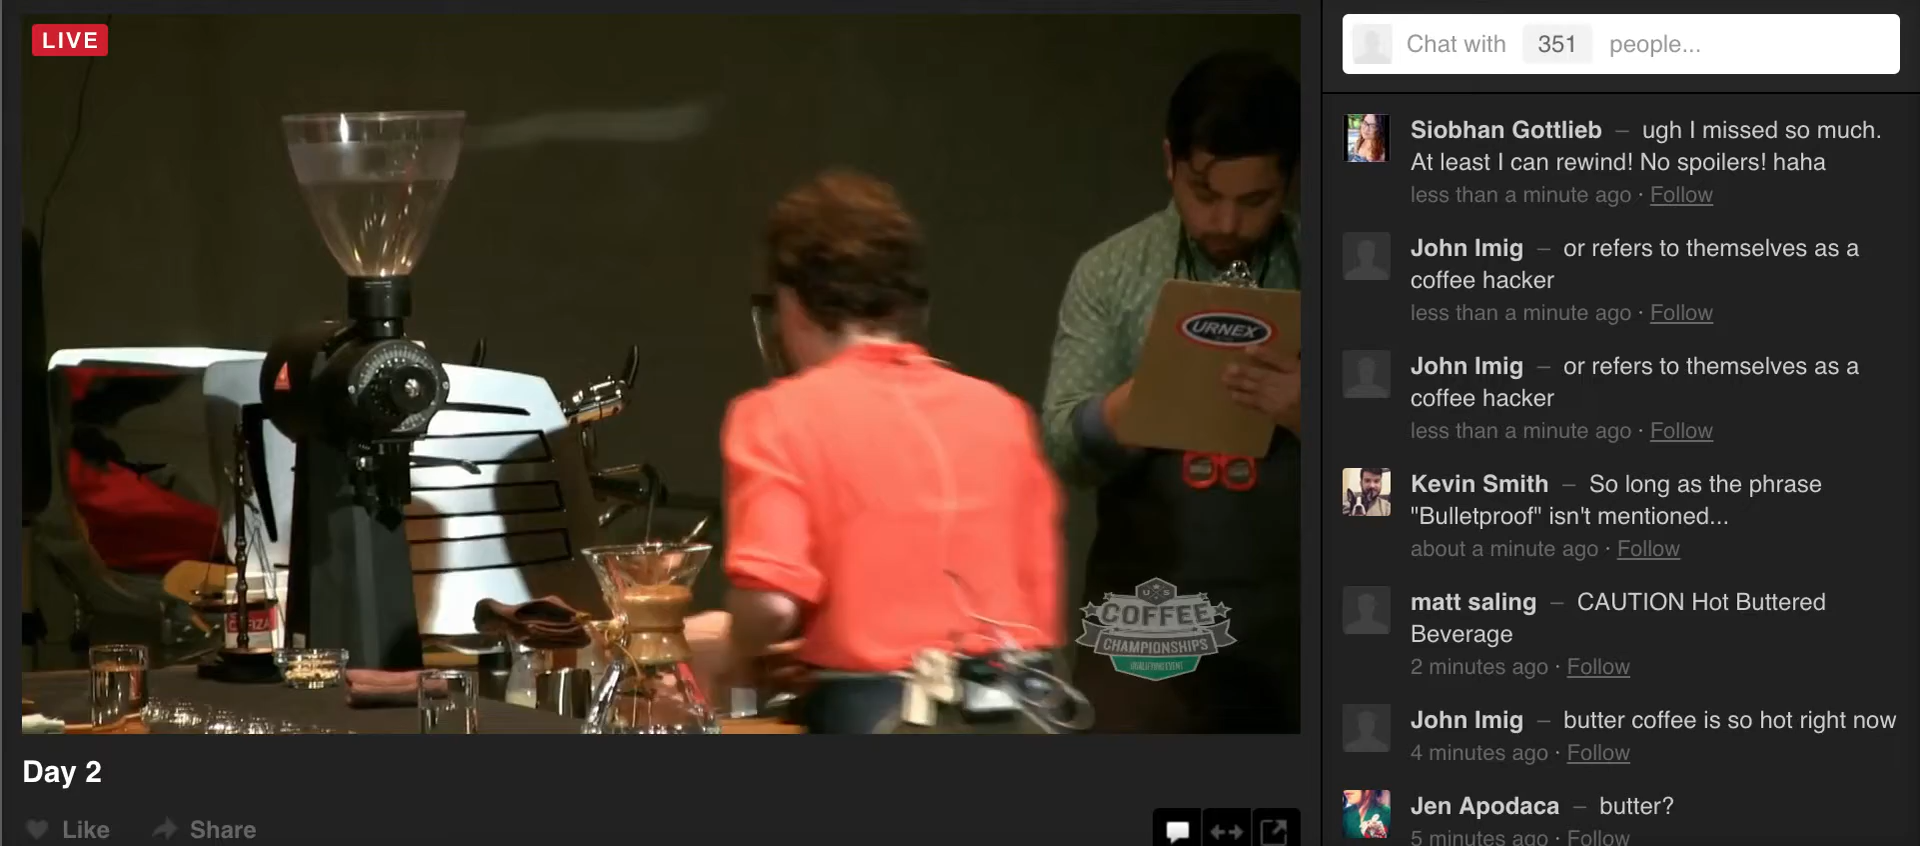 LIVE
URNEX
CAFIZA
U S
COFFEE
CHAMPIONSHIPS
QUALIFYING EVENT
Day 2
Like
Share
Chat with 351 people...
Siobhan Gottlieb – ugh I missed so much.
At least I can rewind! No spoilers! haha
less than a minute ago · Follow
John Imig – or refers to themselves as a
coffee hacker
less than a minute ago · Follow
John Imig – or refers to themselves as a
coffee hacker
less than a minute ago · Follow
Kevin Smith – So long as the phrase
"Bulletproof" isn't mentioned...
about a minute ago · Follow
matt saling – CAUTION Hot Buttered
Beverage
2 minutes ago · Follow
John Imig – butter coffee is so hot right now
4 minutes ago · Follow
Jen Apodaca – butter?
5 minutes ago · Follow